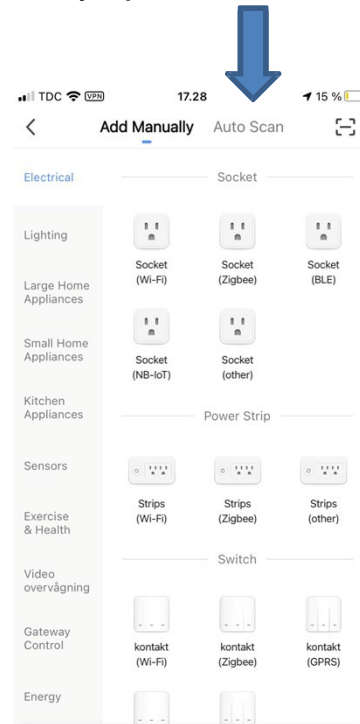 TDC VPN 17.28 15 %
Add Manually Auto Scan
Electrical
Lighting
Large Home
Appliances
Small Home
Appliances
Kitchen
Appliances
Sensors
Exercise
& Health
Video
overvågning
Gateway
Control
Energy
Socket
Socket Socket Socket
(Wi-Fi) (Zigbee) (BLE)
Socket Socket
(NB-IoT) (other)
Power Strip
Strips Strips Strips
(Wi-Fi) (Zigbee) (other)
Switch
kontakt kontakt kontakt
(Wi-Fi) (Zigbee) (GPRS)